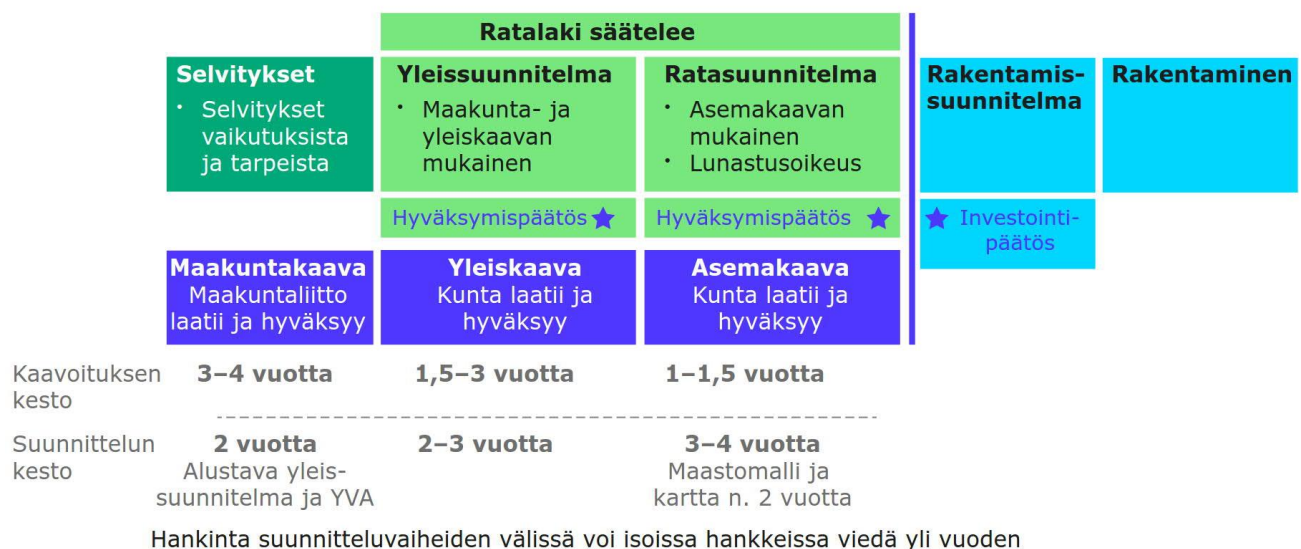 Ratalaki säätelee
Selvitykset
• Selvitykset
vaikutuksista
ja tarpeista
Yleissuunnitelma
• Maakunta- ja
yleiskaavan
mukainen
Ratasuunnitelma
• Asemakaavan
mukainen
• Lunastusoikeus
Rakentamis-
suunnitelma
Rakentaminen
Hyväksymispäätös
Hyväksymispäätös
Investointi-
päätös
Maakuntakaava
Maakuntaliitto
laatii ja hyväksyy
Yleiskaava
Kunta laatii ja
hyväksyy
Asemakaava
Kunta laatii ja
hyväksyy
Kaavoituksen
kesto
3–4 vuotta
1,5–3 vuotta
1–1,5 vuotta
Suunnittelun
kesto
2 vuotta
Alustava yleis-
suunnitelma ja YVA
2–3 vuotta
3–4 vuotta
Maastomalli ja
kartta n. 2 vuotta
Hankinta suunnitteluvaiheiden välissä voi isoissa hankkeissa viedä yli vuoden